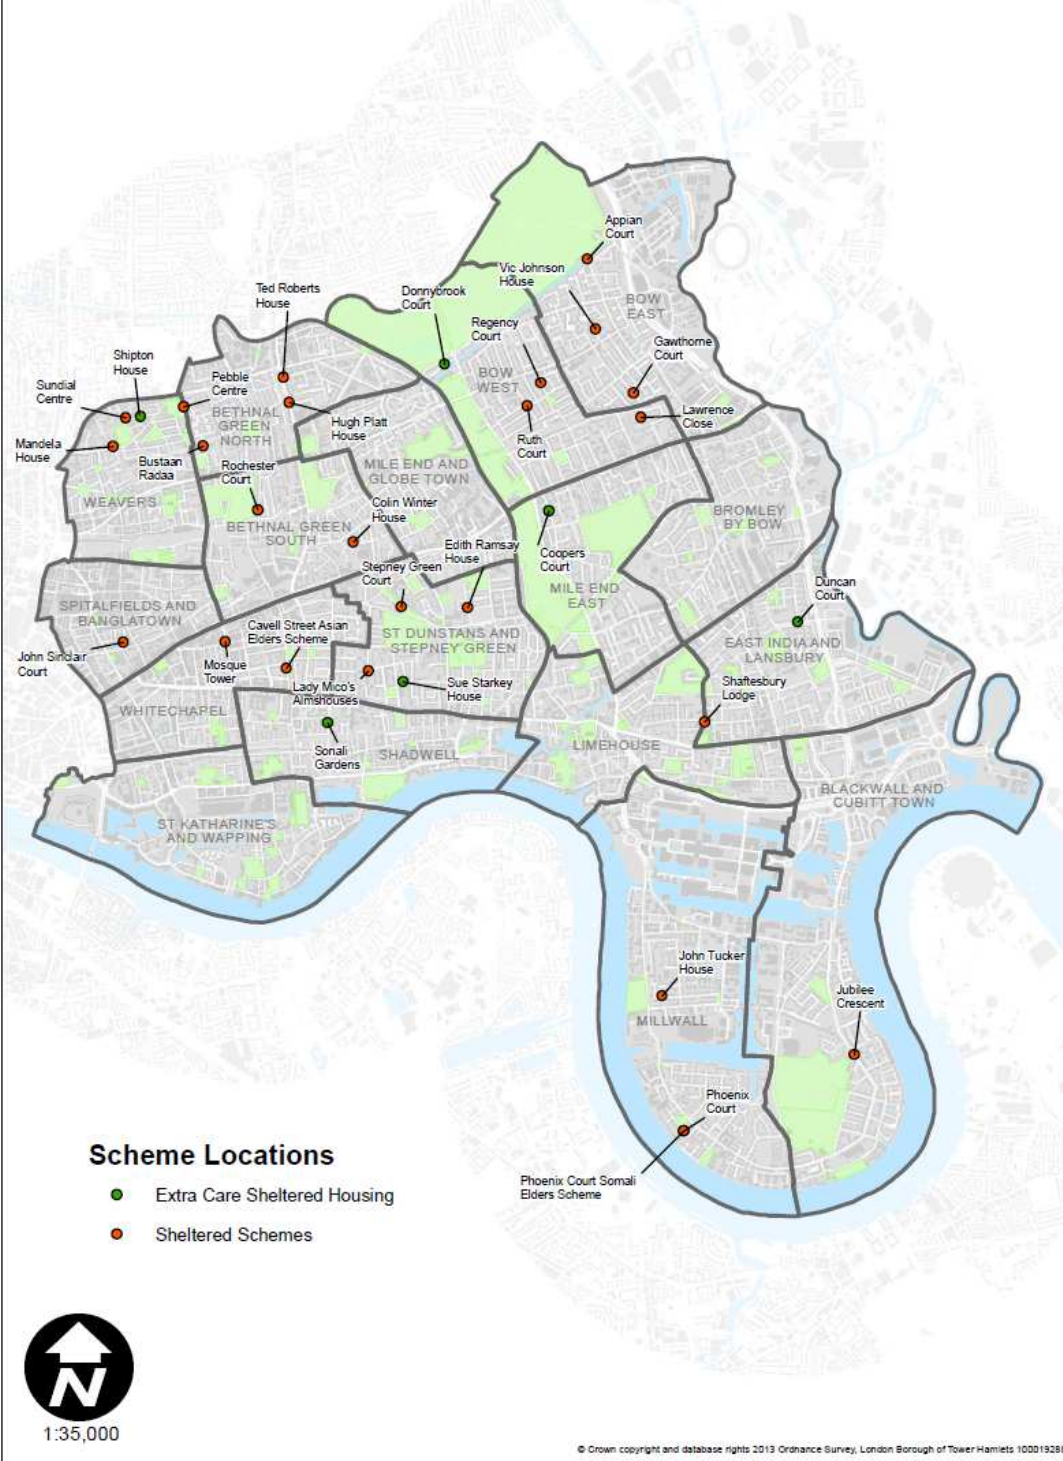 Appian
Court
Vic Johnson
House
BOW
EAST
Ted Roberts
House
Donnybrook
Court
Regency
Court
Gawthorne
Court
Shipton
House
Sundial
Centre
Pebble
Centre
BOW
WEST
Lawrence
Close
BETHNAL
GREEN
NORTH
Hugh Platt
House
Mandela
House
Bustaan
Radaa
Ruth
Court
Rochester
Court
MILE END AND
GLOBE TOWN
WEAVERS
Colin Winter
House
BROMLEY
BY BOW
BETHNAL GREEN
SOUTH
Edith Ramsay
House
Coopers
Court
Stepney Green
Court
MILE END
EAST
Duncan
Court
SPITALFIELDS AND
BANGLATOWN
Cavell Street Asian
Elders Scheme
ST DUNSTANS AND
STEPNEY GREEN
EAST INDIA AND
LANSBURY
John Sinclair
Court
Mosque
Tower
Lady Mico's
Almshouses
Sue Starkey
House
Shaftesbury
Lodge
WHITECHAPEL
Sonali
Gardens
SHADWELL
LIMEHOUSE
BLACKWALL AND
CUBITT TOWN
ST KATHARINE'S
AND WAPPING
John Tucker
House
Jubilee
Crescent
MILLWALL
Phoenix
Court
Phoenix Court Somali
Elders Scheme
Scheme Locations
Extra Care Sheltered Housing
Sheltered Schemes
N
1:35,000
© Crown copyright and database rights 2013 Ordnance Survey, London Borough of Tower Hamlets 10001928